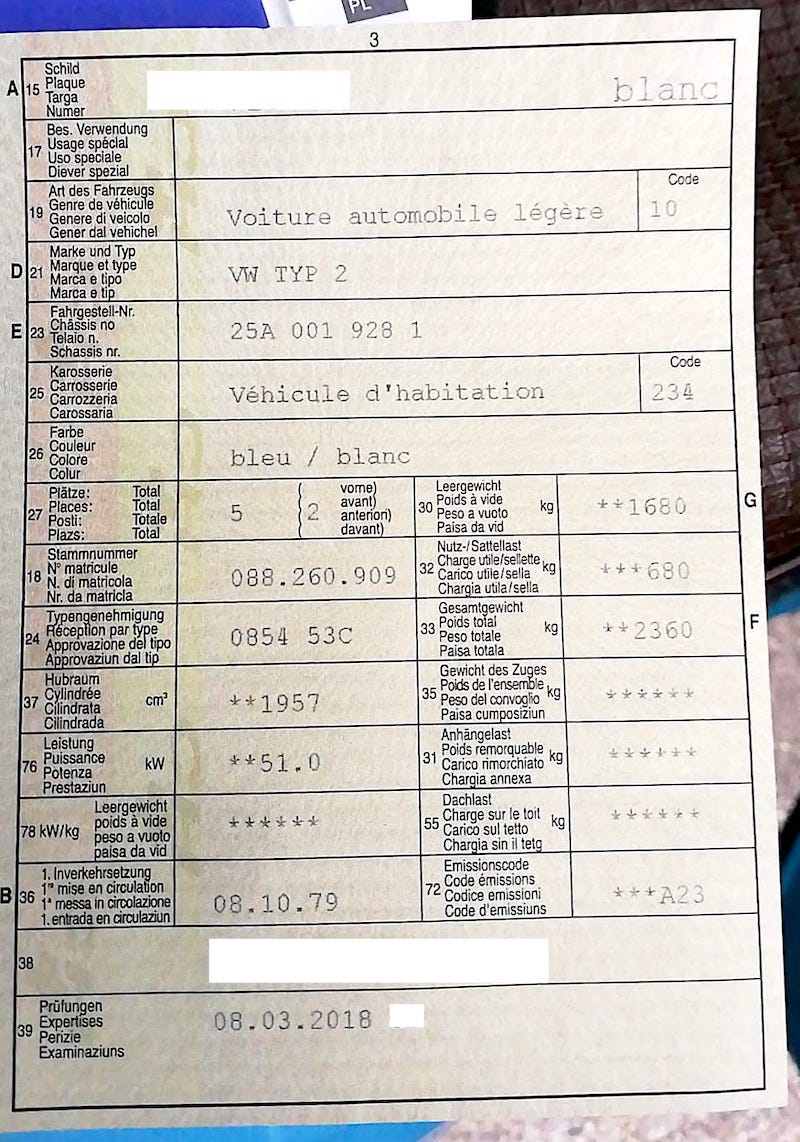 PL
3
A 15 Schild
Plaque
Targa
Numer
blanc
17 Bes. Verwendung
Usage spécial
Uso speciale
Diever spezial
19 Art des Fahrzeugs
Genre de véhicule
Genere di veicolo
Gener dal vehichel
Voiture automobile légère
Code
10
D 21 Marke und Typ
Marque et type
Marca e tipo
Marca e tip
VW TYP 2
E 23 Fahrgestell-Nr.
Châssis no
Telaio n.
Schassis nr.
25A 001 928 1
25 Karosserie
Carrosserie
Carrozzeria
Carossaria
Véhicule d'habitation
Code
234
26 Farbe
Couleur
Colore
Colur
bleu / blanc
27 Plätze: Total
Places: Total
Posti: Totale
Plazs: Total
5 ( 2 vorne)
avant)
anteriori)
davant)
30 Leergewicht
Poids à vide
Peso a vuoto
Paisa da vid
kg
**1680
G
18 Stammnummer
N° matricule
N. di matricola
Nr. da matricla
088.260.909
32 Nutz-/Sattellast
Charge utile/sellette
Carico utile/sella
Chargia utila/sella
kg
***680
24 Typengenehmigung
Réception par type
Approvazione del tipo
Approvaziun dal tip
0854 53C
33 Gesamtgewicht
Poids total
Peso totale
Paisa totala
kg
**2360
F
37 Hubraum
Cylindrée
Cilindrata
Cilindrada
cm³
**1957
35 Gewicht des Zuges
Poids de l'ensemble
Peso del convoglio
Paisa cumposiziun
kg
******
76 Leistung
Puissance
Potenza
Prestaziun
kW
**51.0
31 Anhängelast
Poids remorquable
Carico rimorchiato
Chargia annexa
kg
******
78 kW/kg Leergewicht
poids à vide
peso a vuoto
paisa da vid
******
55 Dachlast
Charge sur le toit
Carico sul tetto
Chargia sin il tetg
kg
******
B 36 1. Inverkehrsetzung
1re mise en circulation
1a messa in circolazione
1. entrada en circulaziun
08.10.79
72 Emissionscode
Code émissions
Codice emissioni
Code d'emissiuns
***A23
38
39 Prüfungen
Expertises
Perizie
Examinaziuns
08.03.2018